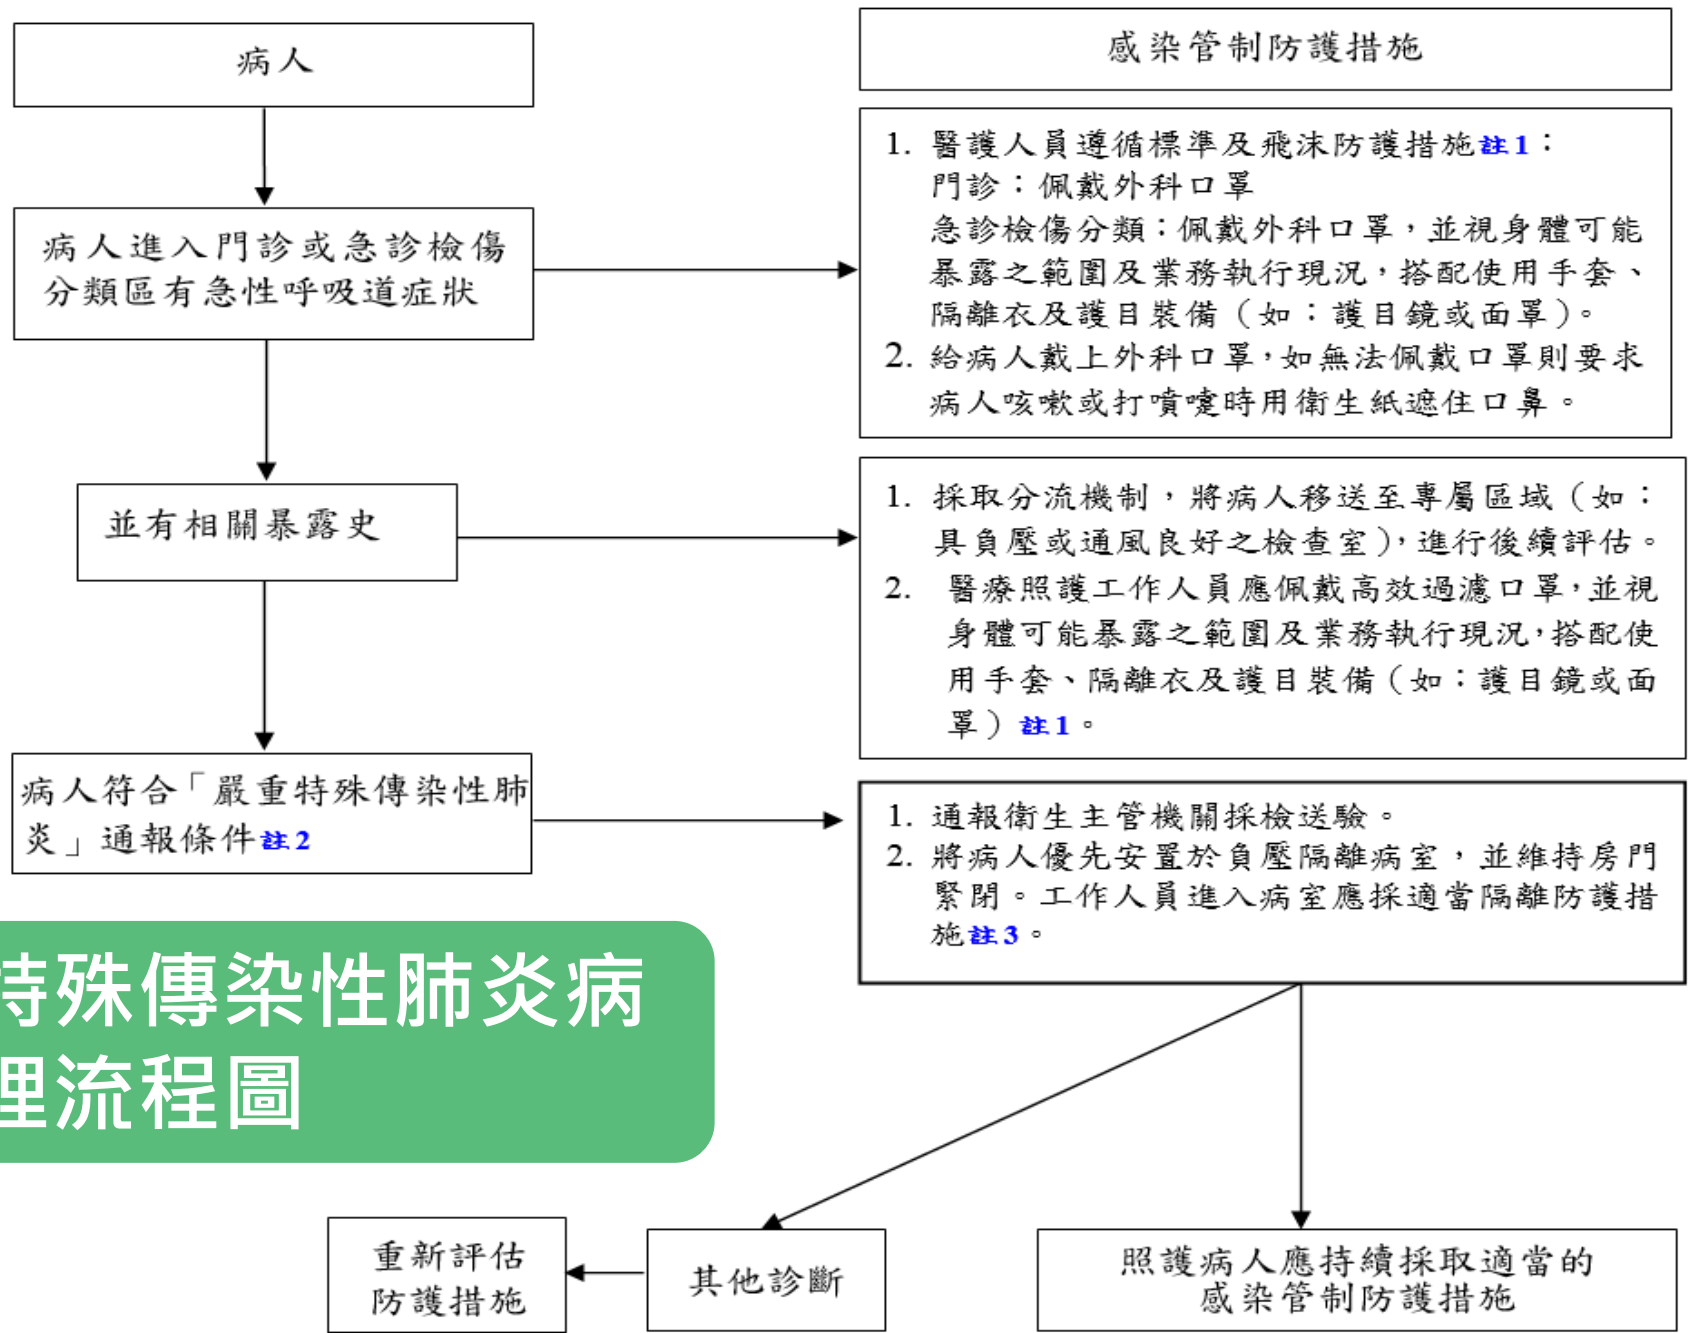 病人
病人進入門診或急診檢傷
分類區有急性呼吸道症狀
並有相關暴露史
病人符合「嚴重特殊傳染性肺
炎」通報條件註2
感染管制防護措施
1. 醫護人員遵循標準及飛沫防護措施註1：
門診：佩戴外科口罩
急診檢傷分類：佩戴外科口罩，並視身體可能
暴露之範圍及業務執行現況，搭配使用手套、
隔離衣及護目裝備（如：護目鏡或面罩）。
2. 給病人戴上外科口罩，如無法佩戴口罩則要求
病人咳嗽或打噴嚏時用衛生紙遮住口鼻。
1. 採取分流機制，將病人移送至專屬區域（如：
具負壓或通風良好之檢查室），進行後續評估。
2. 醫療照護工作人員應佩戴高效過濾口罩，並視
身體可能暴露之範圍及業務執行現況，搭配使
用手套、隔離衣及護目裝備（如：護目鏡或面
罩）註1。
1. 通報衛生主管機關採檢送驗。
2. 將病人優先安置於負壓隔離病室，並維持房門
緊閉。工作人員進入病室應採適當隔離防護措
施註3。
特殊傳染性肺炎病
理流程圖
重新評估
防護措施
其他診斷
照護病人應持續採取適當的
感染管制防護措施